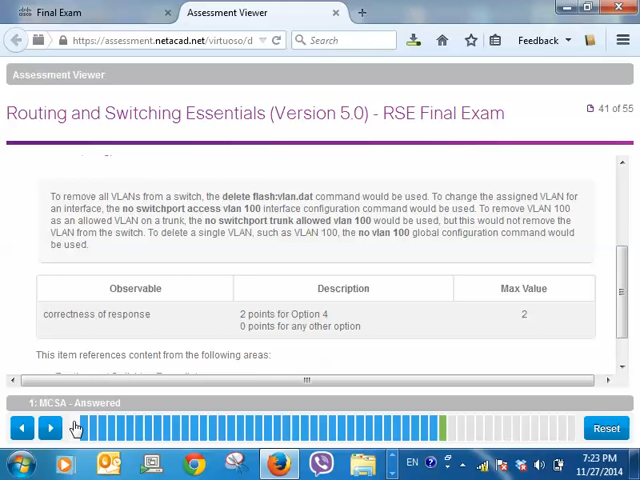 Final Exam
Assessment Viewer
https://assessment.netacad.net/virtuoso/d
Search
Feedback
Assessment Viewer
Routing and Switching Essentials (Version 5.0) - RSE Final Exam
41 of 55
To remove all VLANs from a switch, the delete flash:vlan.dat command would be used. To change the assigned VLAN for
an interface, the no switchport access vlan 100 interface configuration command would be used. To remove VLAN 100
as an allowed VLAN on a trunk, the no switchport trunk allowed vlan 100 would be used, but this would not remove the
VLAN from the switch. To delete a single VLAN, such as VLAN 100, the no vlan 100 global configuration command would
be used.
Observable Description Max Value
correctness of response 2 points for Option 4 2
0 points for any other option
This item references content from the following areas:
1: MCSA - Answered
Reset
EN
7:23 PM
11/27/2014